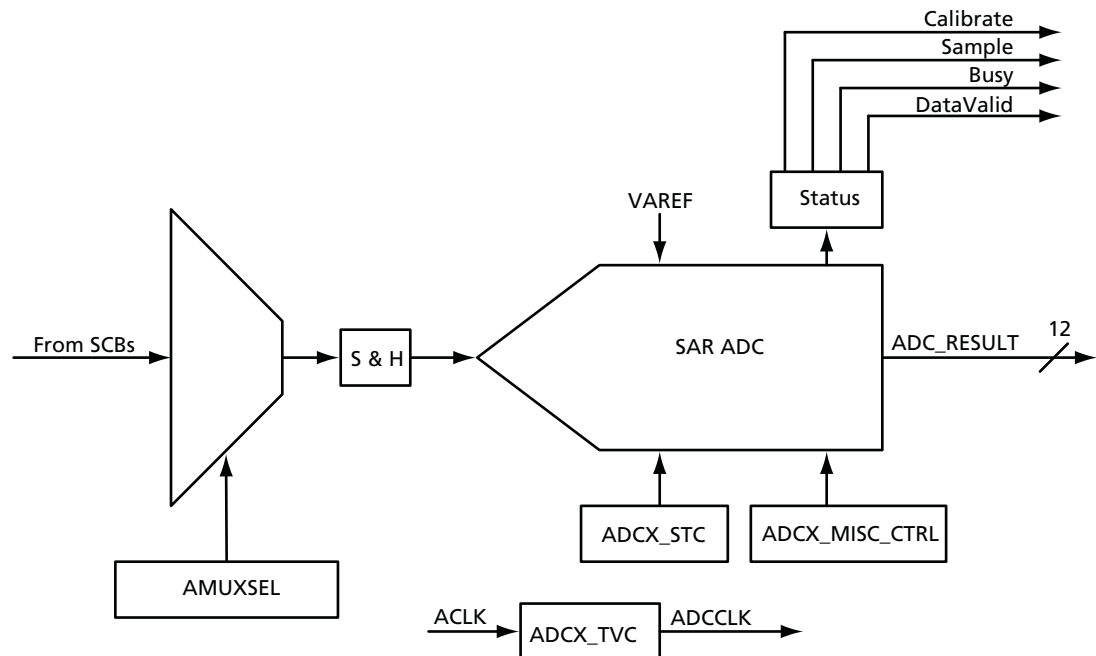 Calibrate
Sample
Busy
DataValid
Status
VAREF
From SCBs
S & H
SAR ADC
ADC_RESULT
12
ADCX_STC
ADCX_MISC_CTRL
AMUXSEL
ACLK
ADCX_TVC
ADCCLK